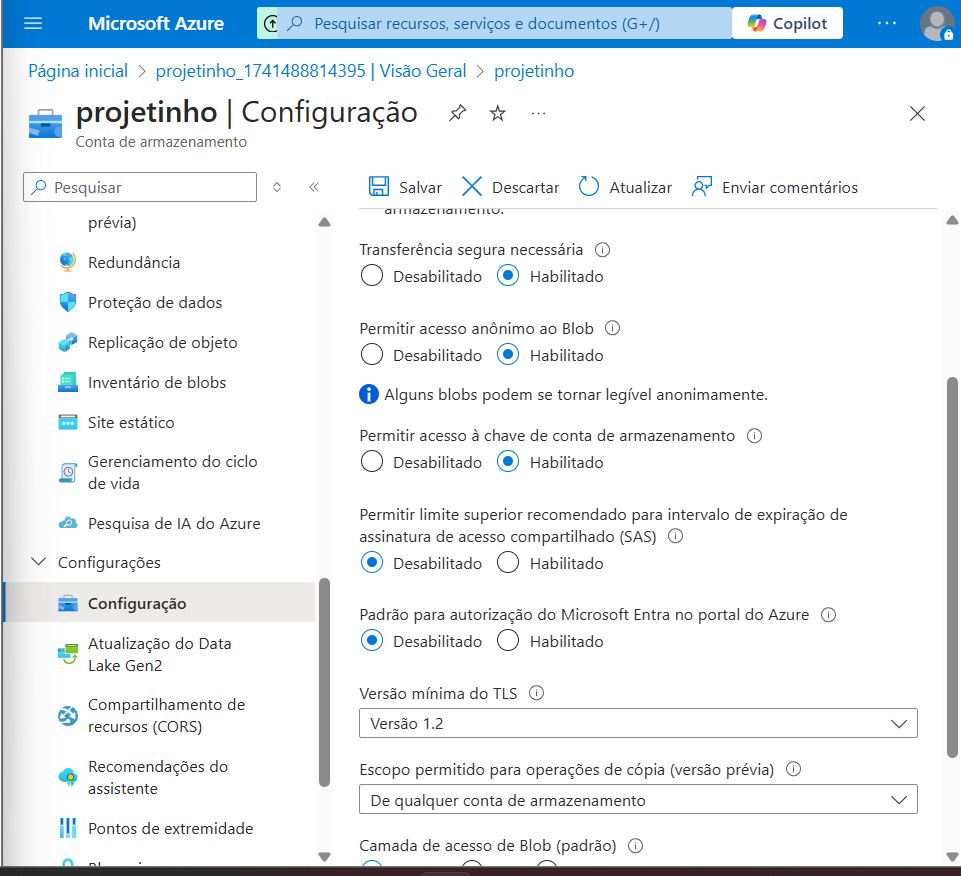 Microsoft Azure
Pesquisar recursos, serviços e documentos (G+/)
Copilot
Página inicial > projetinho_1741488814395 | Visão Geral > projetinho
projetinho | Configuração
Conta de armazenamento
Pesquisar
prévia)
Redundância
Proteção de dados
Replicação de objeto
Inventário de blobs
Site estático
Gerenciamento do ciclo
de vida
Pesquisa de IA do Azure
Configurações
Configuração
Atualização do Data
Lake Gen2
Compartilhamento de
recursos (CORS)
Recomendações do
assistente
Pontos de extremidade
Salvar
Descartar
Atualizar
Enviar comentários
armazenamento.
Transferência segura necessária
Desabilitado Habilitado
Permitir acesso anônimo ao Blob
Desabilitado Habilitado
Alguns blobs podem se tornar legível anonimamente.
Permitir acesso à chave de conta de armazenamento
Desabilitado Habilitado
Permitir limite superior recomendado para intervalo de expiração de
assinatura de acesso compartilhado (SAS)
Desabilitado Habilitado
Padrão para autorização do Microsoft Entra no portal do Azure
Desabilitado Habilitado
Versão mínima do TLS
Versão 1.2
Escopo permitido para operações de cópia (versão prévia)
De qualquer conta de armazenamento
Camada de acesso de Blob (padrão)